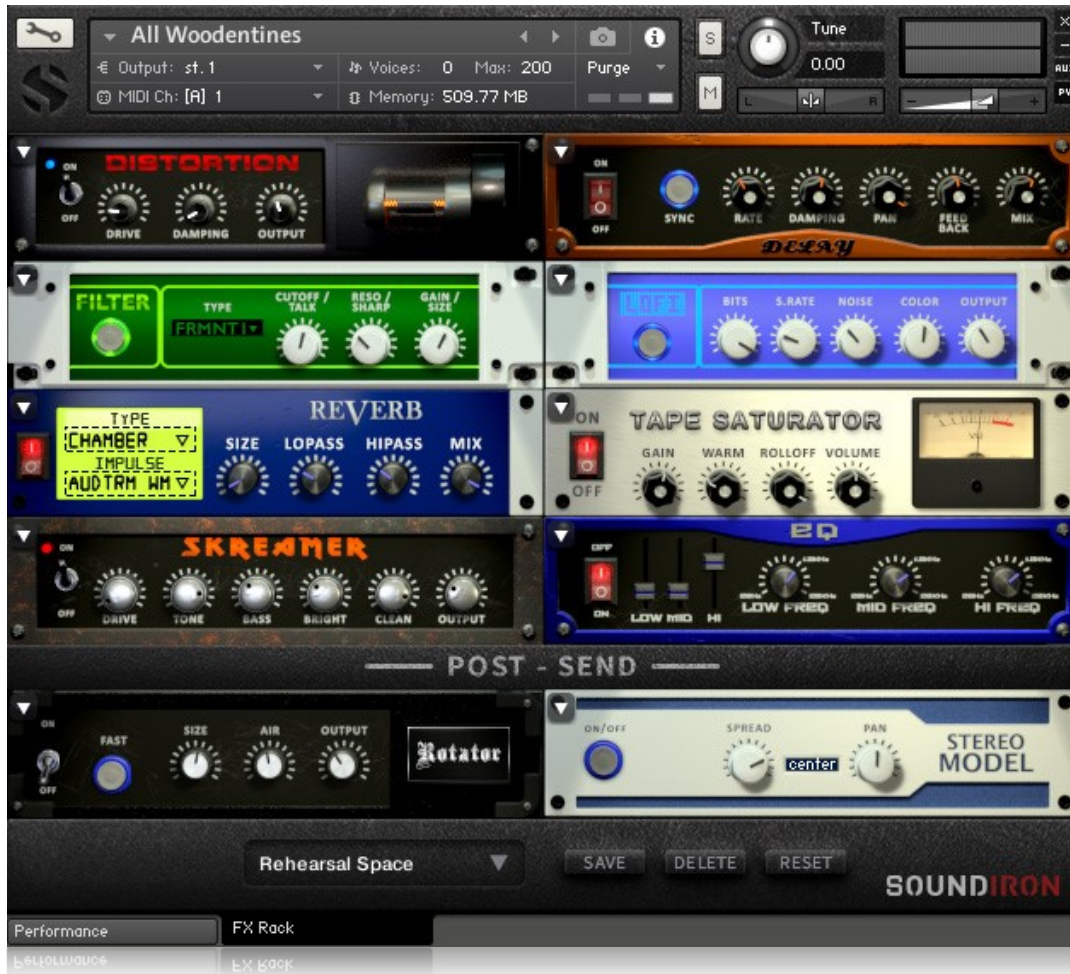 All Woodentines
Output: st.1
Voices: 0 Max: 200
Purge
MIDI Ch: [A] 1
Memory: 509.77 MB
S
M
Tune
0.00
L
R
AUX
PV
ON
OFF
DISTORTION
DRIVE DAMPING OUTPUT
ON
OFF
SYNC
RATE DAMPING PAN FEED BACK MIX
DELAY
FILTER
TYPE
FRMNT I
CUTOFF / TALK
RESO / SHARP
GAIN / SIZE
LOFI
BITS S.RATE NOISE COLOR OUTPUT
TYPE
CHAMBER
IMPULSE
AUDTRM WM
REVERB
SIZE LOPASS HIPASS MIX
ON
OFF
TAPE SATURATOR
GAIN WARM ROLLOFF VOLUME
VU
ON
OFF
SKREAMER
DRIVE TONE BASS BRIGHT CLEAN OUTPUT
OFF
ON
EQ
LOW MID HI
LOW FREQ MID FREQ HI FREQ
POST - SEND
ON
OFF
FAST
SIZE AIR OUTPUT
Rotator
ON/OFF
SPREAD
center
PAN
STEREO
MODEL
Rehearsal Space
SAVE DELETE RESET
SOUNDIRON
Performance
FX Rack